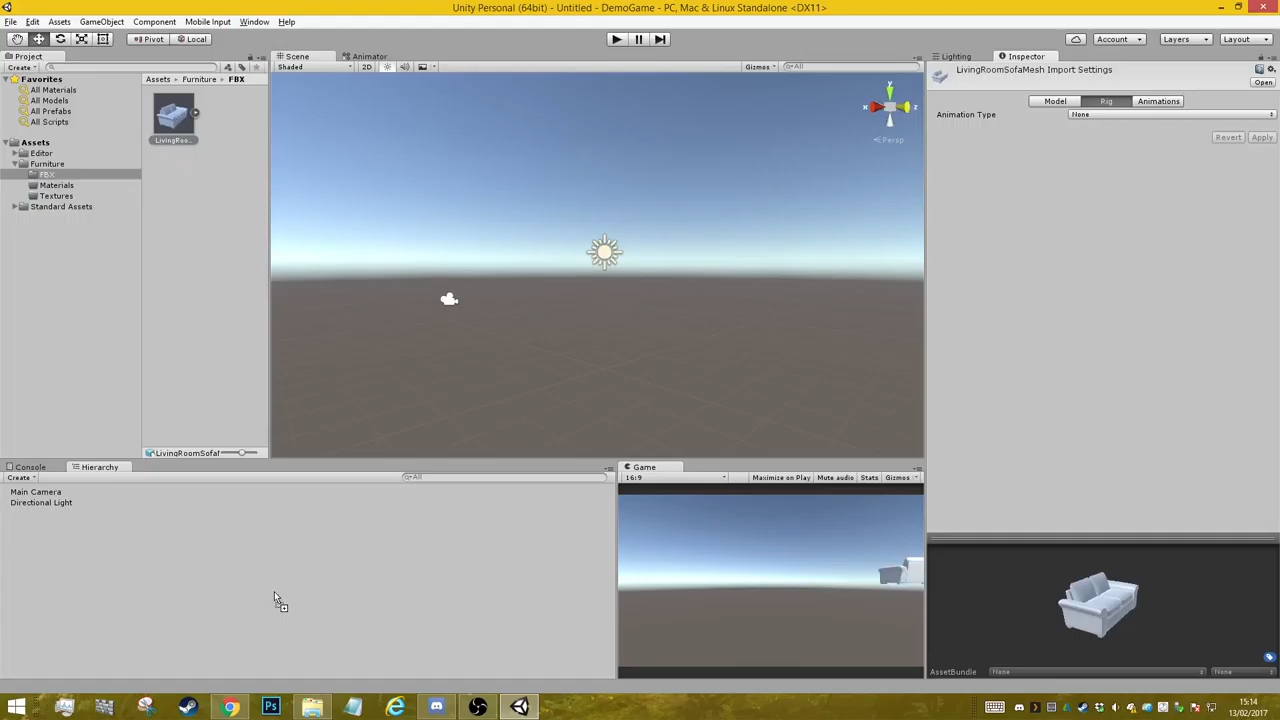 Unity Personal (64bit) - Untitled - DemoGame - PC, Mac & Linux Standalone <DX11>
File Edit Assets GameObject Component Mobile Input Window Help
Pivot Local
Account Layers Layout
Project
Scene Animator
Lighting Inspector
Create
Shaded 2D Gizmos All
LivingRoomSofaMesh Import Settings
Open
Favorites
All Materials
All Models
All Prefabs
All Scripts
Assets Furniture FBX
LivingRoo...
x z
y
Persp
Model Rig Animations
Animation Type None
Revert Apply
Assets
Editor
Furniture
FBX
Materials
Textures
Standard Assets
LivingRoomSofaM
Console Hierarchy
Game
Create All
16:9 Maximize on Play Mute audio Stats Gizmos
Main Camera
Directional Light
AssetBundle None None
Ps
15:14
13/02/2017